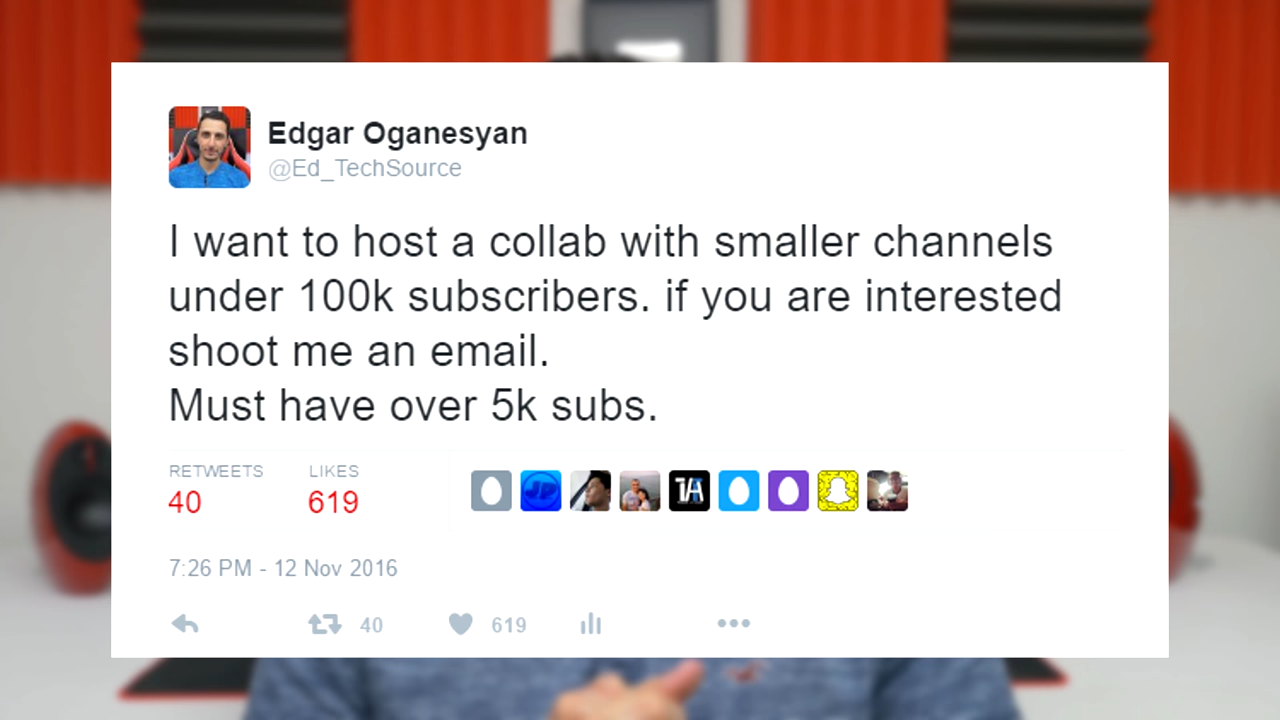 Edgar Oganesyan
@Ed_TechSource
I want to host a collab with smaller channels
under 100k subscribers. if you are interested
shoot me an email.
Must have over 5k subs.
RETWEETS LIKES
40 619
7:26 PM - 12 Nov 2016
40 619